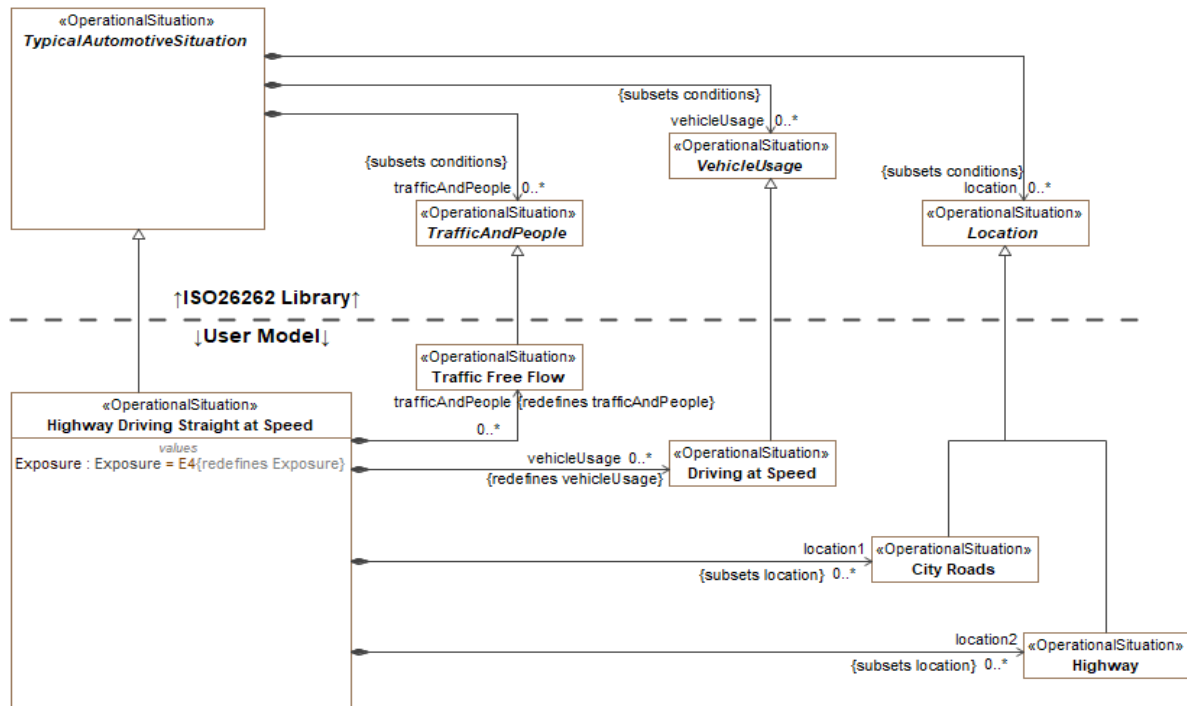 «OperationalSituation»
TypicalAutomotiveSituation
{subsets conditions}
vehicleUsage 0..*
«OperationalSituation»
VehicleUsage
{subsets conditions}
trafficAndPeople 0..*
«OperationalSituation»
TrafficAndPeople
{subsets conditions}
location 0..*
«OperationalSituation»
Location
↑ISO26262 Library↑
↓User Model↓
«OperationalSituation»
Traffic Free Flow
trafficAndPeople {redefines trafficAndPeople}
0..*
«OperationalSituation»
Highway Driving Straight at Speed
values
Exposure : Exposure = E4{redefines Exposure}
vehicleUsage 0..*
{redefines vehicleUsage}
«OperationalSituation»
Driving at Speed
location1
{subsets location} 0..*
«OperationalSituation»
City Roads
location2
{subsets location} 0..*
«OperationalSituation»
Highway